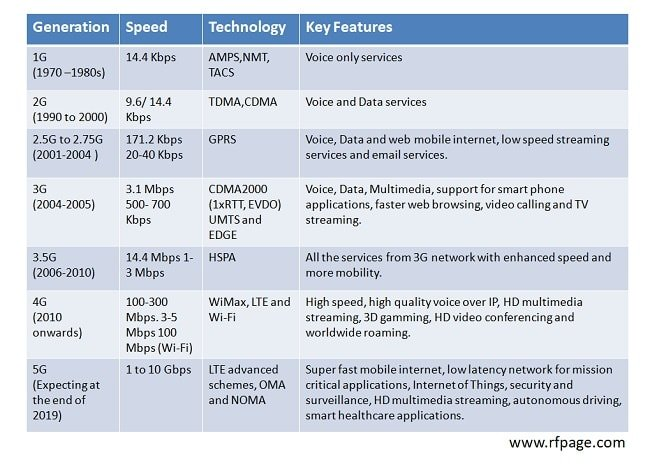 Generation Speed Technology Key Features
1G 14.4 Kbps AMPS,NMT, Voice only services
(1970 –1980s) TACS
2G 9.6/ 14.4 TDMA,CDMA Voice and Data services
(1990 to 2000) Kbps
2.5G to 2.75G 171.2 Kbps GPRS Voice, Data and web mobile internet, low speed streaming
(2001-2004 ) 20-40 Kbps services and email services.
3G 3.1 Mbps CDMA2000 Voice, Data, Multimedia, support for smart phone
(2004-2005) 500- 700 (1xRTT, EVDO) applications, faster web browsing, video calling and TV
Kbps UMTS and streaming.
EDGE
3.5G 14.4 Mbps 1- HSPA All the services from 3G network with enhanced speed and
(2006-2010) 3 Mbps more mobility.
4G 100-300 WiMax, LTE and High speed, high quality voice over IP, HD multimedia
(2010 Mbps. 3-5 Wi-Fi streaming, 3D gamming, HD video conferencing and
onwards) Mbps 100 worldwide roaming.
Mbps (Wi-Fi)
5G 1 to 10 Gbps LTE advanced Super fast mobile internet, low latency network for mission
(Expecting at schemes, OMA critical applications, Internet of Things, security and
the end of and NOMA surveillance, HD multimedia streaming, autonomous driving,
2019) smart healthcare applications.
www.rfpage.com